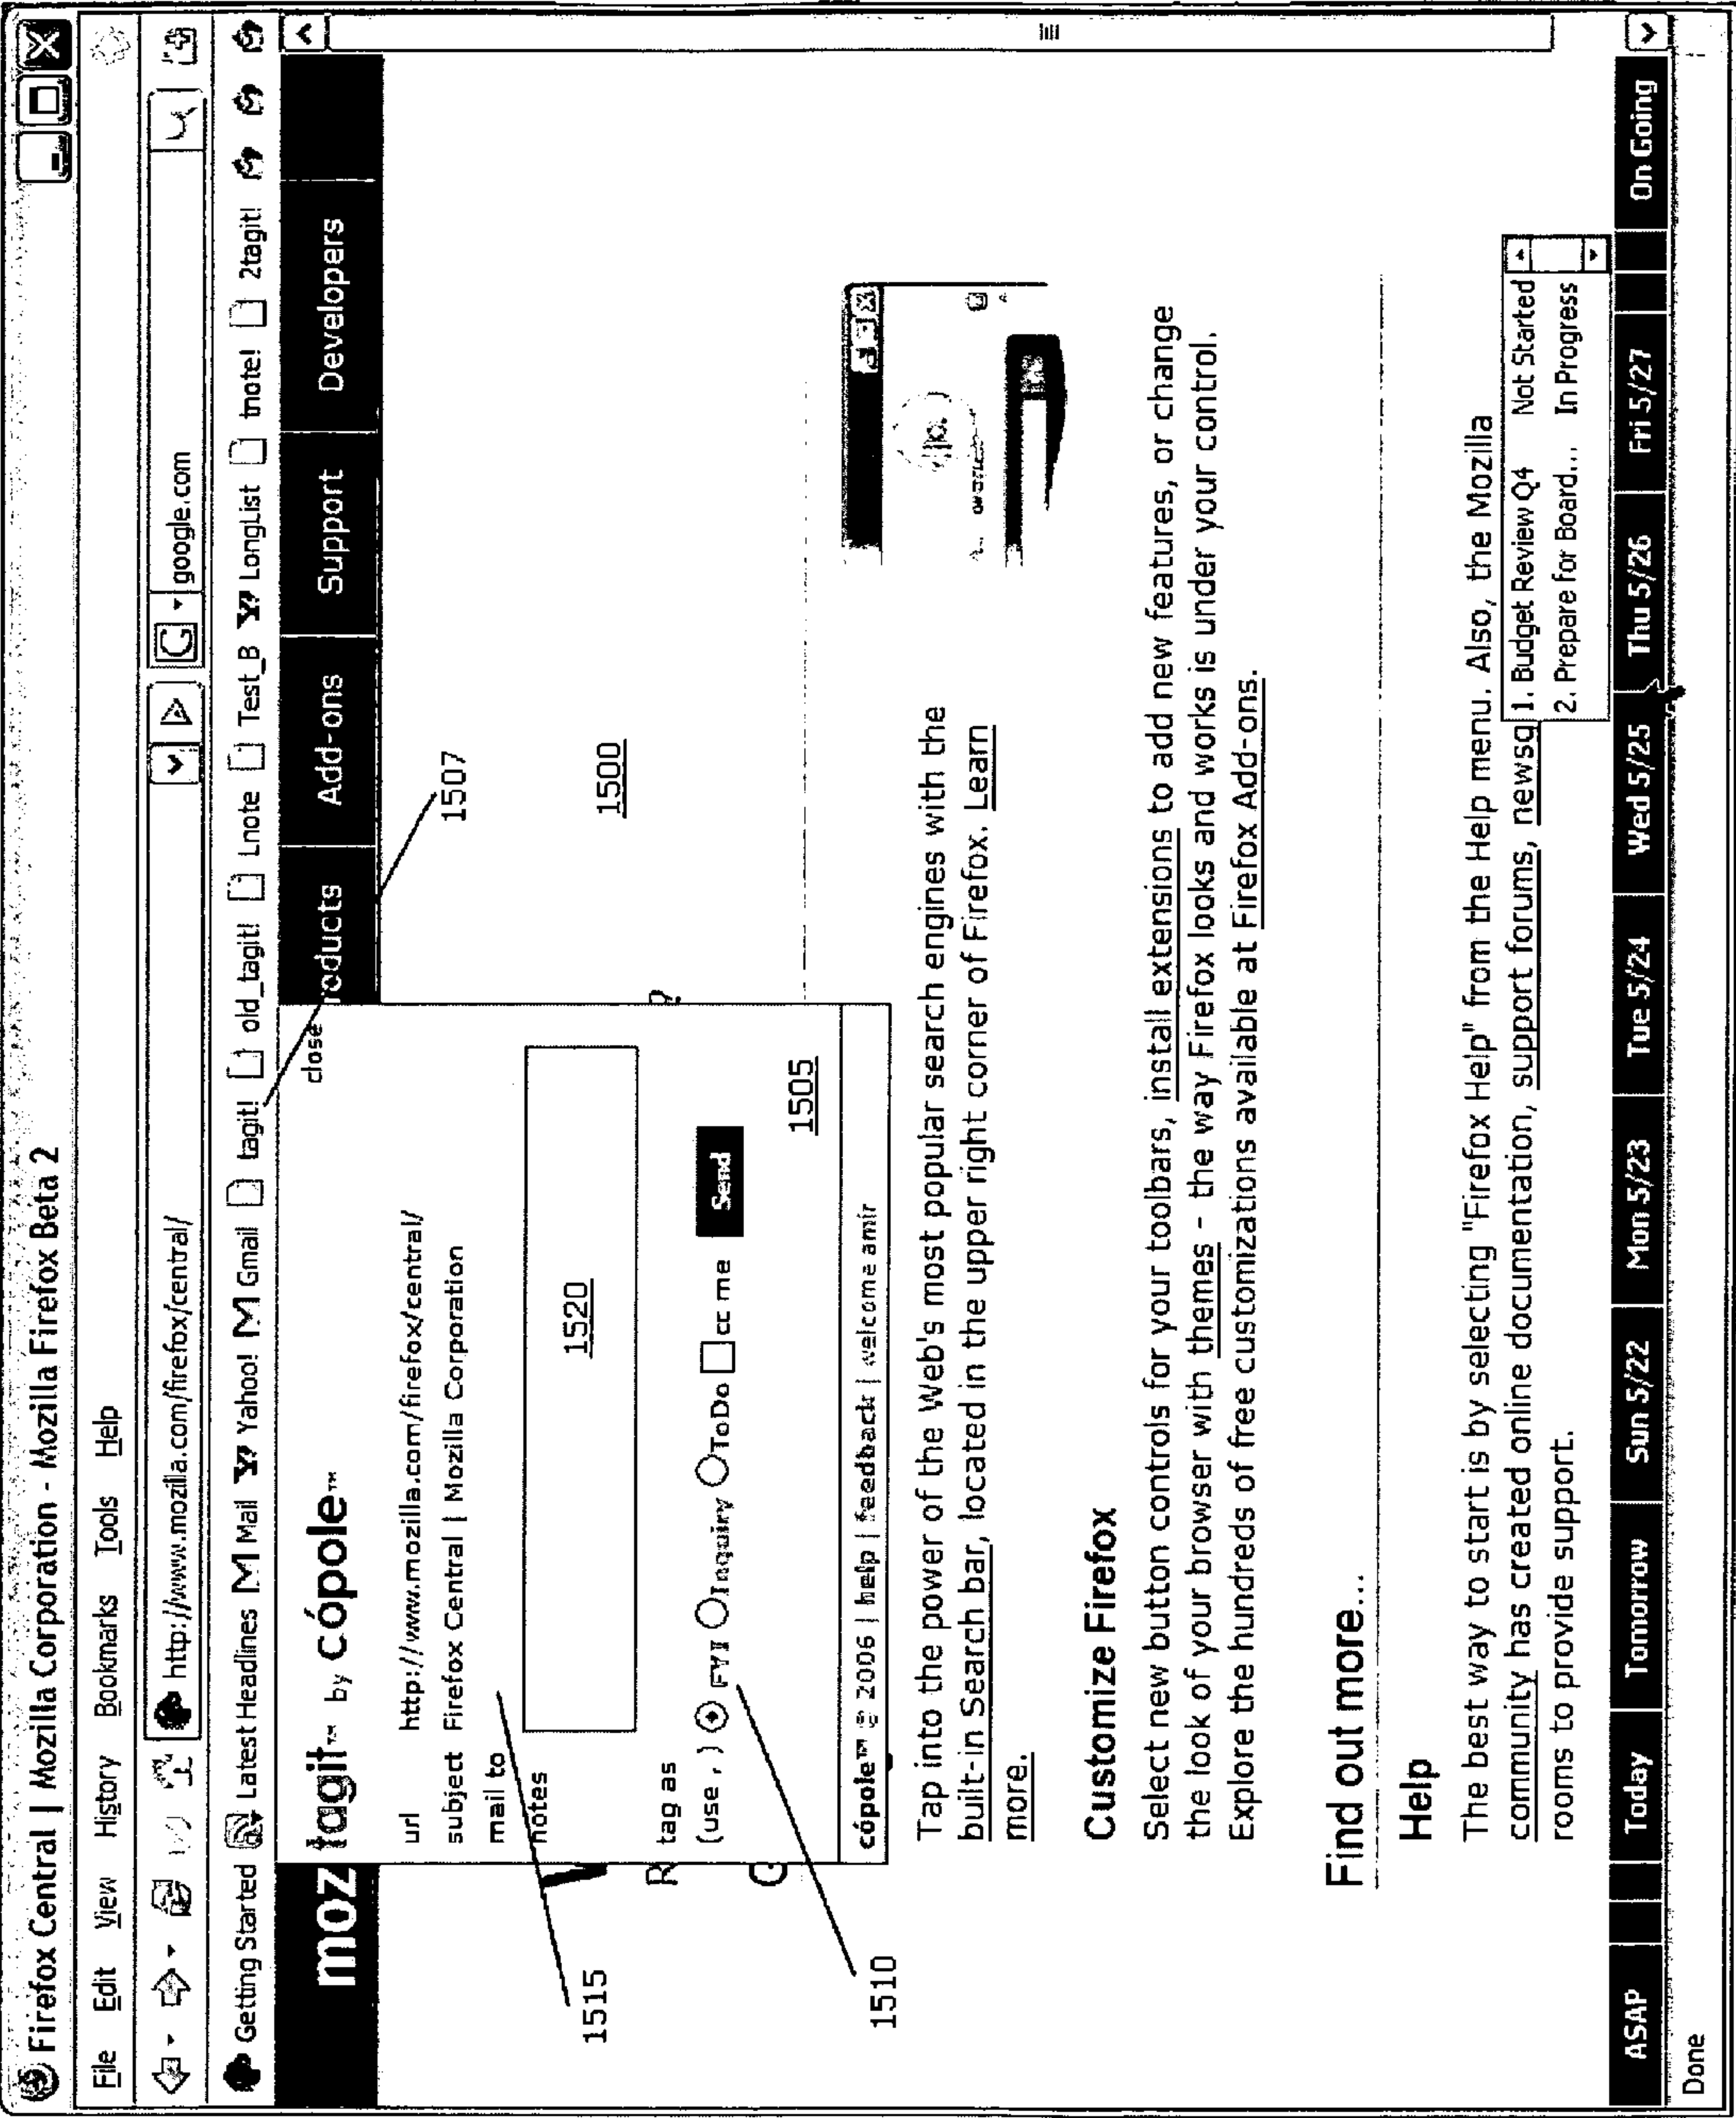 Firefox Central | Mozilla Corporation - Mozilla Firefox Beta 2
File Edit View History Bookmarks Tools Help
http://www.mozilla.com/firefox/central/ G google.com
Getting Started Latest Headlines M Mail Y! Yahoo! M Gmail tagit! old_tagit! Lnote Test_B Y! LongList tnote! 2tagit!
moz roducts Add-ons Support Developers
tagit™ by cópole™ close
1507
url http://www.mozilla.com/firefox/central/
subject Firefox Central | Mozilla Corporation
mail to
notes
1520
1500
1515
tag as
(use , ) FYI Inquiry ToDo cc me Send
1505
1510
cópole™ © 2006 | help | feedback | welcome amir
Tap into the power of the Web's most popular search engines with the
built-in Search bar, located in the upper right corner of Firefox. Learn
more.
Customize Firefox
Select new button controls for your toolbars, install extensions to add new features, or change
the look of your browser with themes - the way Firefox looks and works is under your control.
Explore the hundreds of free customizations available at Firefox Add-ons.
Find out more...
Help
The best way to start is by selecting "Firefox Help" from the Help menu. Also, the Mozilla
community has created online documentation, support forums, newsg
rooms to provide support.
1. Budget Review Q4 Not Started
2. Prepare for Board... In Progress
ASAP Today Tomorrow Sun 5/22 Mon 5/23 Tue 5/24 Wed 5/25 Thu 5/26 Fri 5/27 On Going
Done